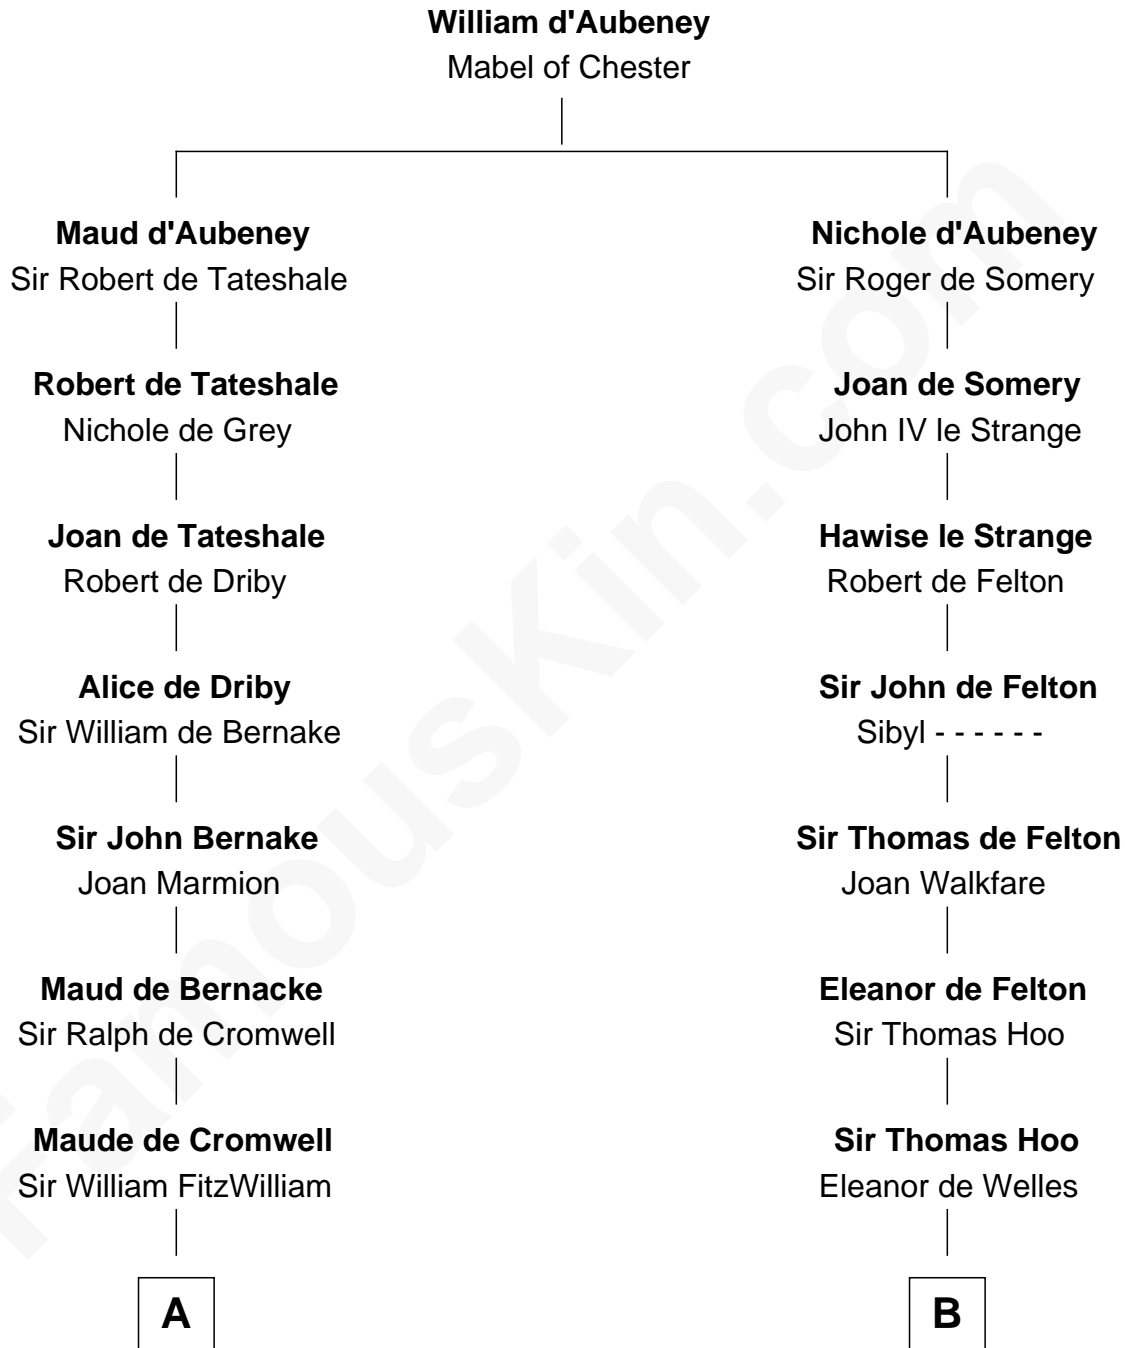 William d'Aubeney
Mabel of Chester
Maud d'Aubeney
Sir Robert de Tateshale
Robert de Tateshale
Nichole de Grey
Joan de Tateshale
Robert de Driby
Alice de Driby
Sir William de Bernake
Sir John Bernake
Joan Marmion
Maud de Bernacke
Sir Ralph de Cromwell
Maude de Cromwell
Sir William FitzWilliam
A
Nichole d'Aubeney
Sir Roger de Somery
Joan de Somery
John IV le Strange
Hawise le Strange
Robert de Felton
Sir John de Felton
Sibyl - - - - - -
Sir Thomas de Felton
Joan Walkfare
Eleanor de Felton
Sir Thomas Hoo
Sir Thomas Hoo
Eleanor de Welles
B
FamousKin.com